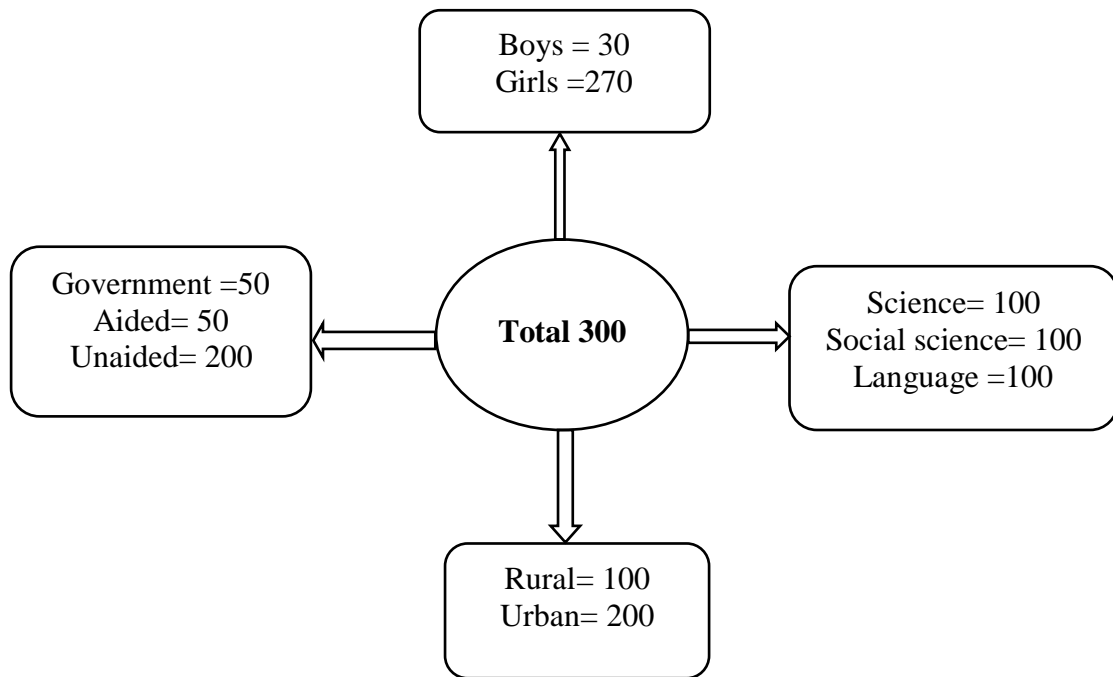 Boys = 30
Girls =270
Government =50
Aided= 50
Unaided= 200
Total 300
Science= 100
Social science= 100
Language =100
Rural= 100
Urban= 200